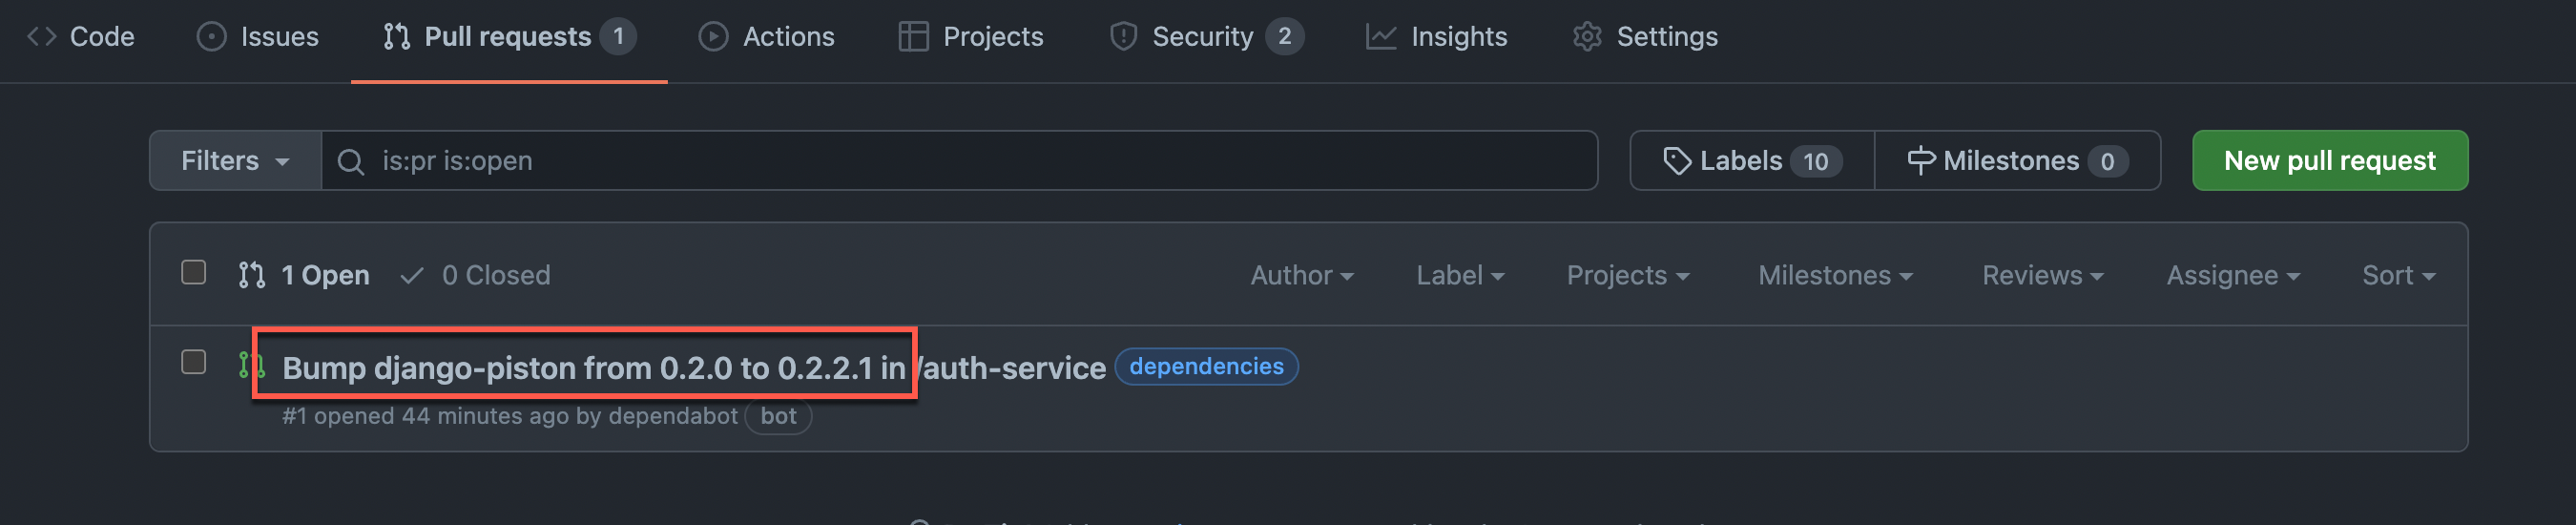 Code Issues Pull requests 1 Actions Projects Security 2 Insights Settings
Filters is:pr is:open Labels 10 Milestones 0 New pull request
1 Open 0 Closed Author Label Projects Milestones Reviews Assignee Sort
Bump django-piston from 0.2.0 to 0.2.2.1 in /auth-service dependencies
#1 opened 44 minutes ago by dependabot bot